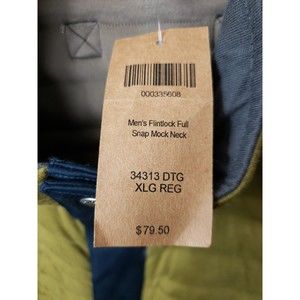 000335608
Men's Flintlock Full
Snap Mock Neck
34313 DTG
XLG REG
$79.50